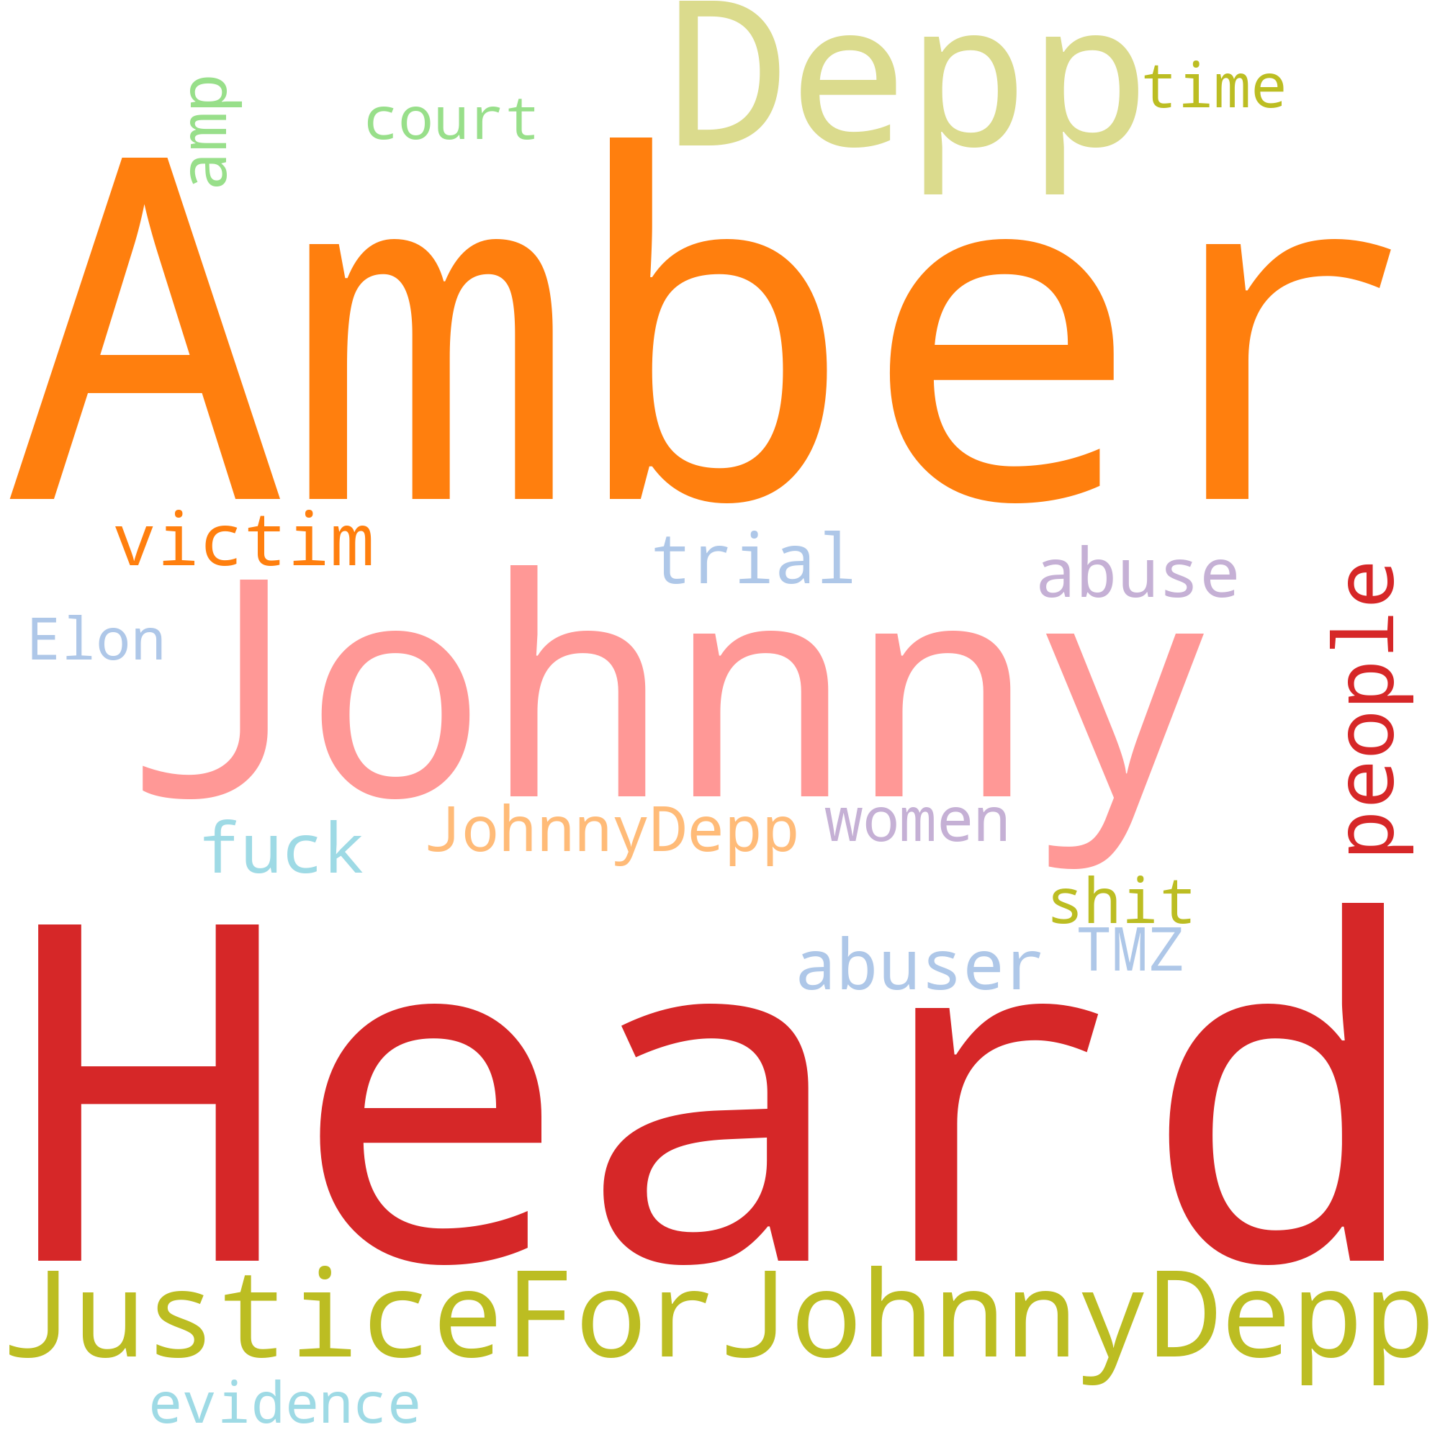 Depp
time
amp
court
Amber
victim
trial
abuse
people
Elon
Johnny
fuck
JohnnyDepp
women
shit
TMZ
abuser
Heard
JusticeForJohnnyDepp
evidence